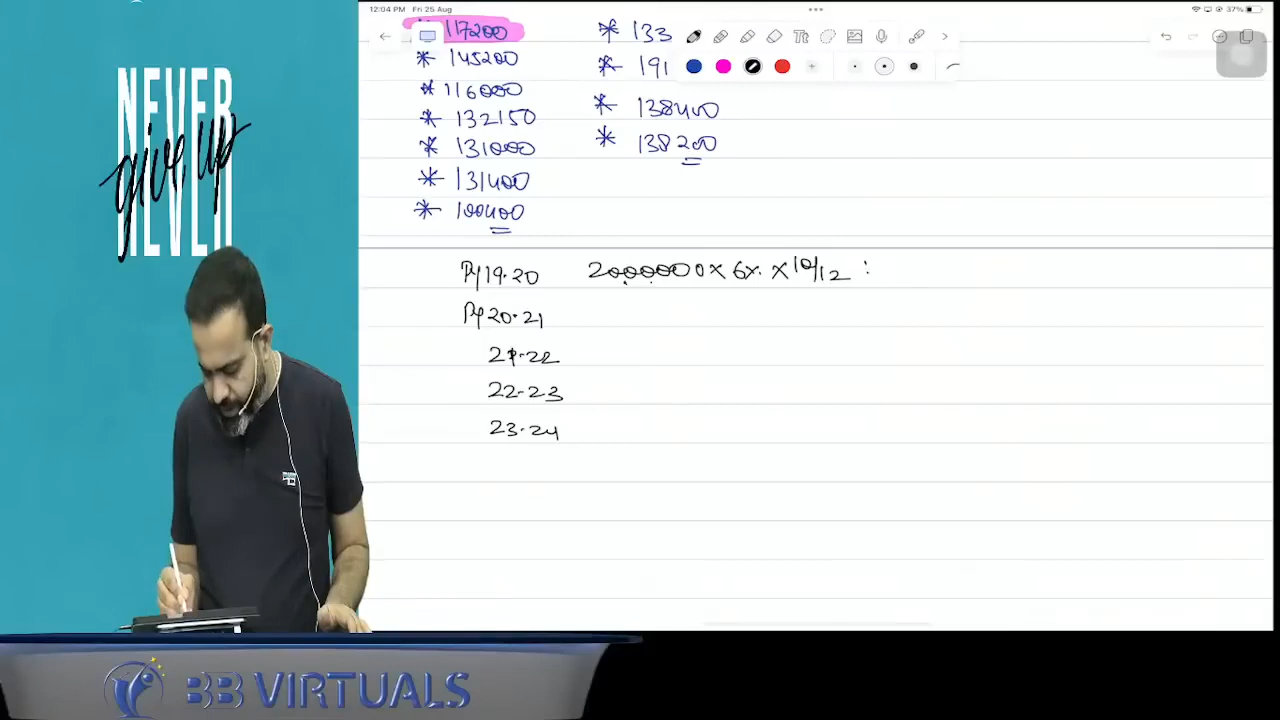 12:04 PM Fri 25 Aug
37%
NEVER
give up
NEVER
117200
* 145200
* 116000
* 132150
* 131000
* 131400
* 100400
* 133
* 191
* 138400
* 138200
Tt
Py 19.20 2000000 x 6%. x 10/12 :
Py 20.21
21.22
22.23
23.24
BB VIRTUALS